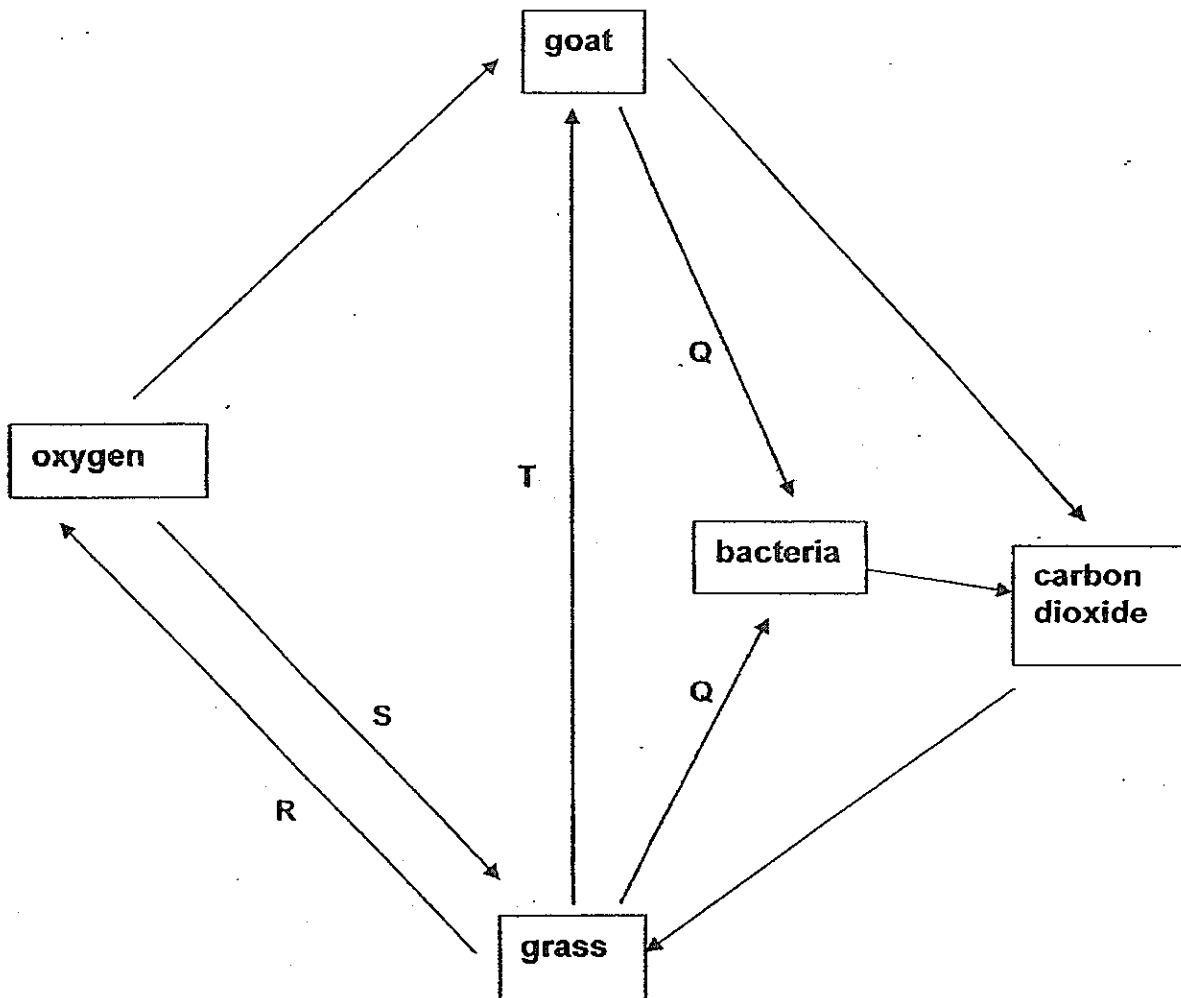 goat
Q
oxygen
T
bacteria
carbon
dioxide
Q
S
R
grass